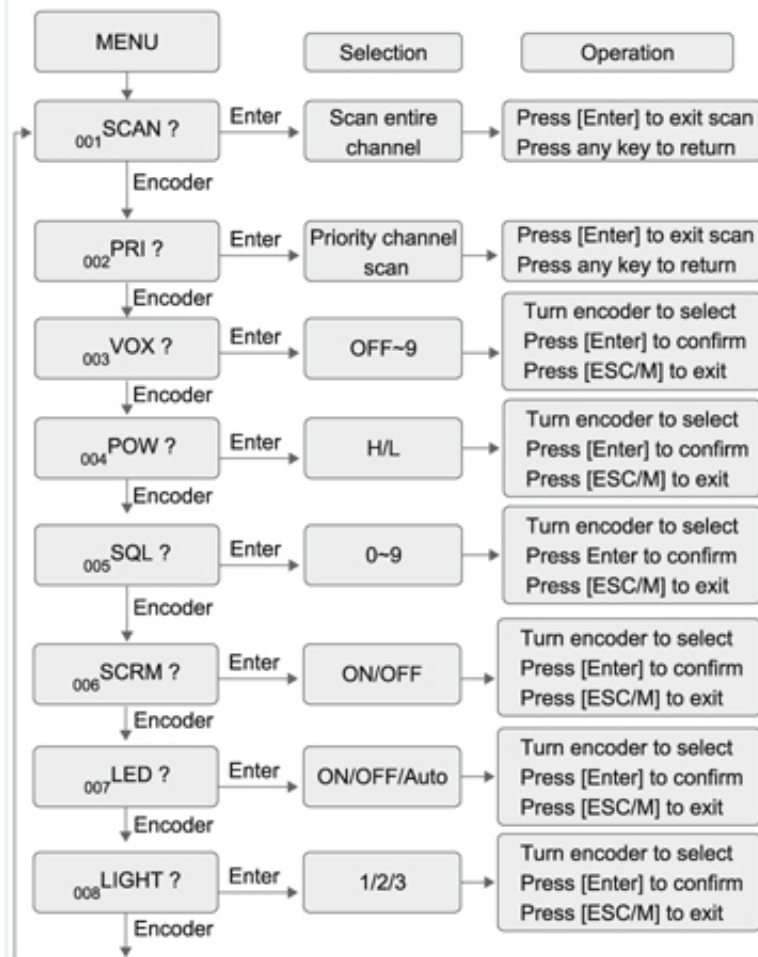 MENU
Selection
Operation
001SCAN ?
Enter
Scan entire
channel
Press [Enter] to exit scan
Press any key to return
Encoder
002PRI ?
Enter
Priority channel
scan
Press [Enter] to exit scan
Press any key to return
Encoder
003VOX ?
Enter
OFF~9
Turn encoder to select
Press [Enter] to confirm
Press [ESC/M] to exit
Encoder
004POW ?
Enter
H/L
Turn encoder to select
Press [Enter] to confirm
Press [ESC/M] to exit
Encoder
005SQL ?
Enter
0~9
Turn encoder to select
Press Enter to confirm
Press [ESC/M] to exit
Encoder
006SCRM ?
Enter
ON/OFF
Turn encoder to select
Press [Enter] to confirm
Press [ESC/M] to exit
Encoder
007LED ?
Enter
ON/OFF/Auto
Turn encoder to select
Press [Enter] to confirm
Press [ESC/M] to exit
Encoder
008LIGHT ?
Enter
1/2/3
Turn encoder to select
Press [Enter] to confirm
Press [ESC/M] to exit
Encoder